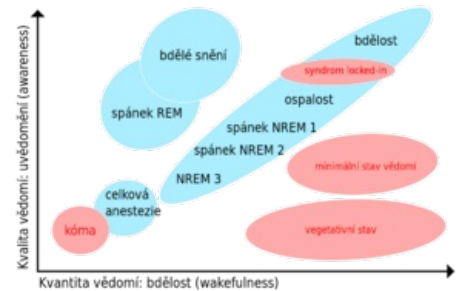 Kvalita vědomí: uvědomění (awareness)
bdělost
bdělé snění
syndrom locked-in
ospalost
spánek REM
spánek NREM 1
spánek NREM 2
minimální stav vědomí
NREM 3
celková
anestezie
kóma
vegetativní stav
Kvantita vědomí: bdělost (wakefulness)